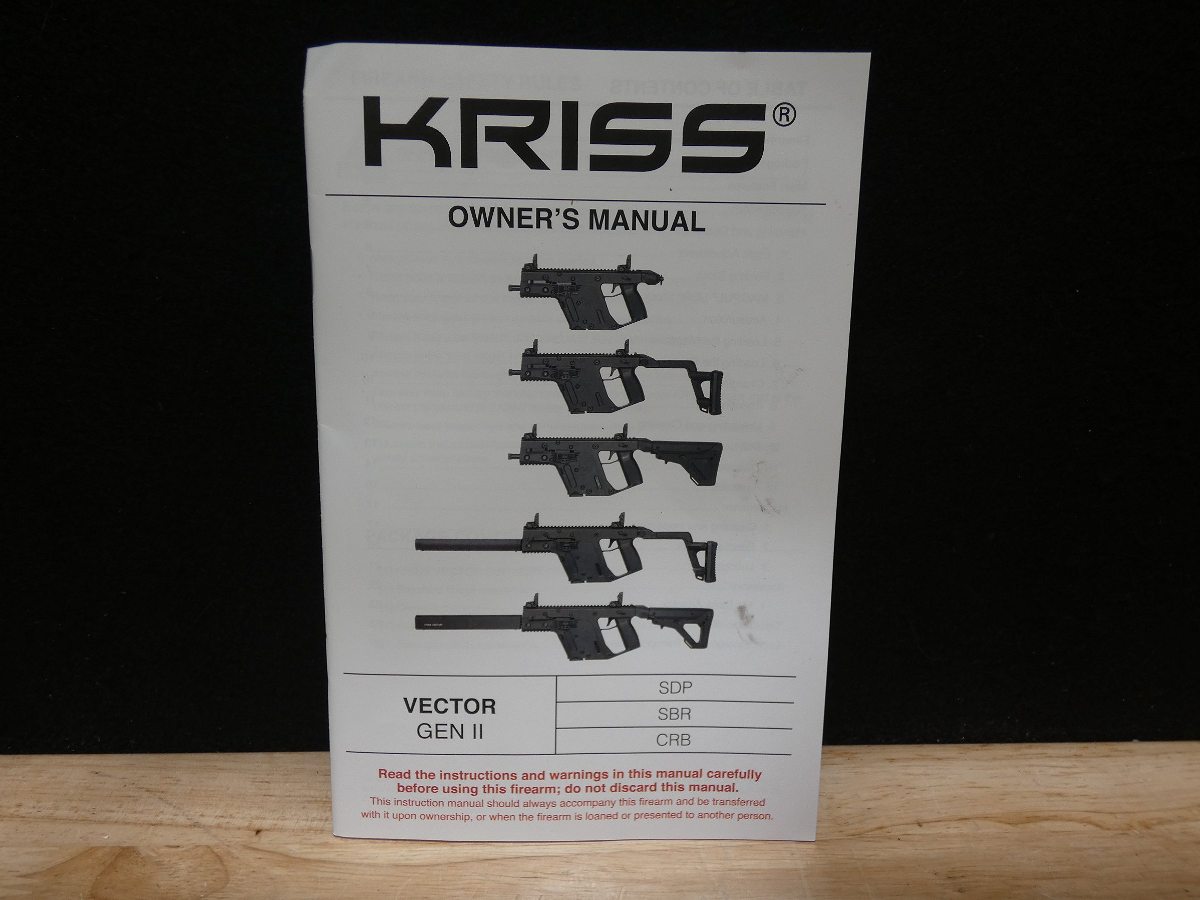 KRISS®
OWNER'S MANUAL
VECTOR
GEN II
SDP
SBR
CRB
Read the instructions and warnings in this manual carefully
before using this firearm; do not discard this manual.
This instruction manual should always accompany this firearm and be transferred
with it upon ownership, or when the firearm is loaned or presented to another person.